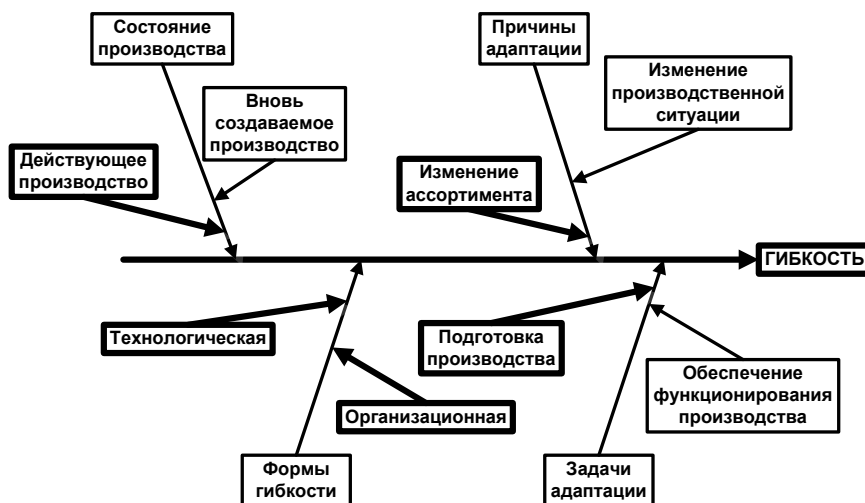 Состояние
производства
Причины
адаптации
Вновь
создаваемое
производство
Изменение
производственной
ситуации
Действующее
производство
Изменение
ассортимента
ГИБКОСТЬ
Технологическая
Подготовка
производства
Организационная
Обеспечение
функционирования
производства
Формы
гибкости
Задачи
адаптации